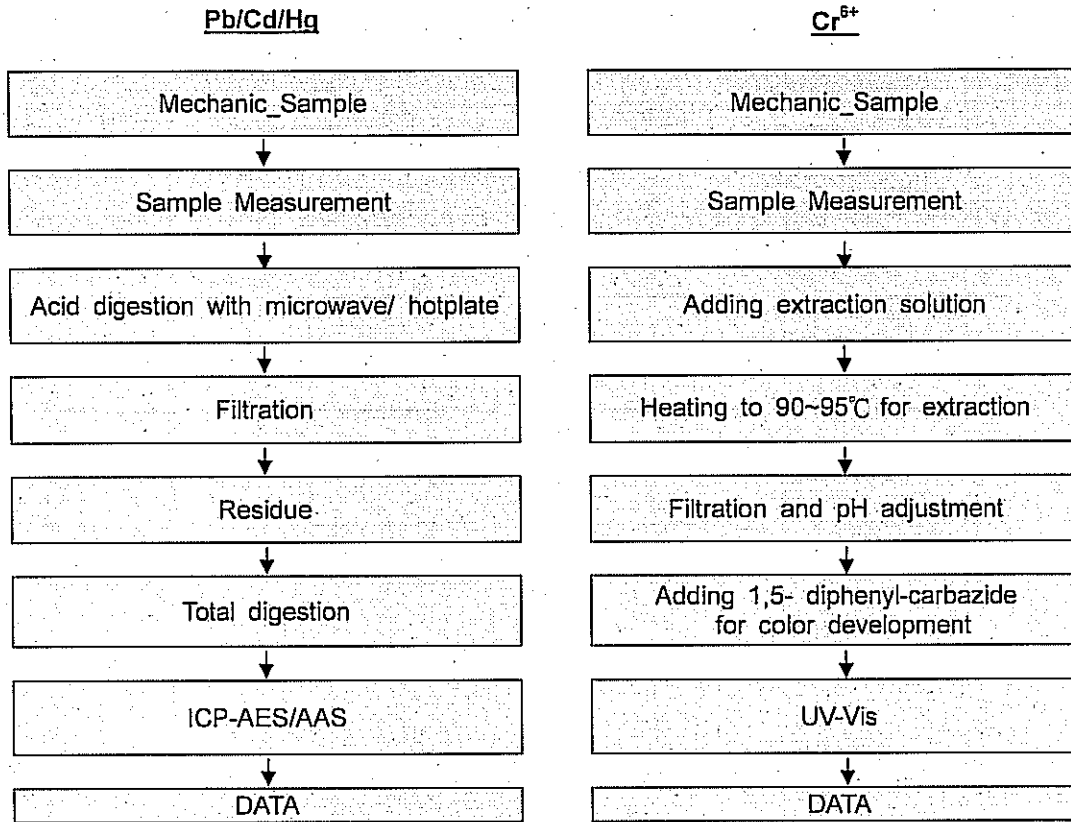 Pb/Cd/Hg
Mechanic_Sample
Sample Measurement
Acid digestion with microwave/ hotplate
Filtration
Residue
Total digestion
ICP-AES/AAS
DATA
Cr6+
Mechanic_Sample
Sample Measurement
Adding extraction solution
Heating to 90~95℃ for extraction
Filtration and pH adjustment
Adding 1,5- diphenyl-carbazide
for color development
UV-Vis
DATA